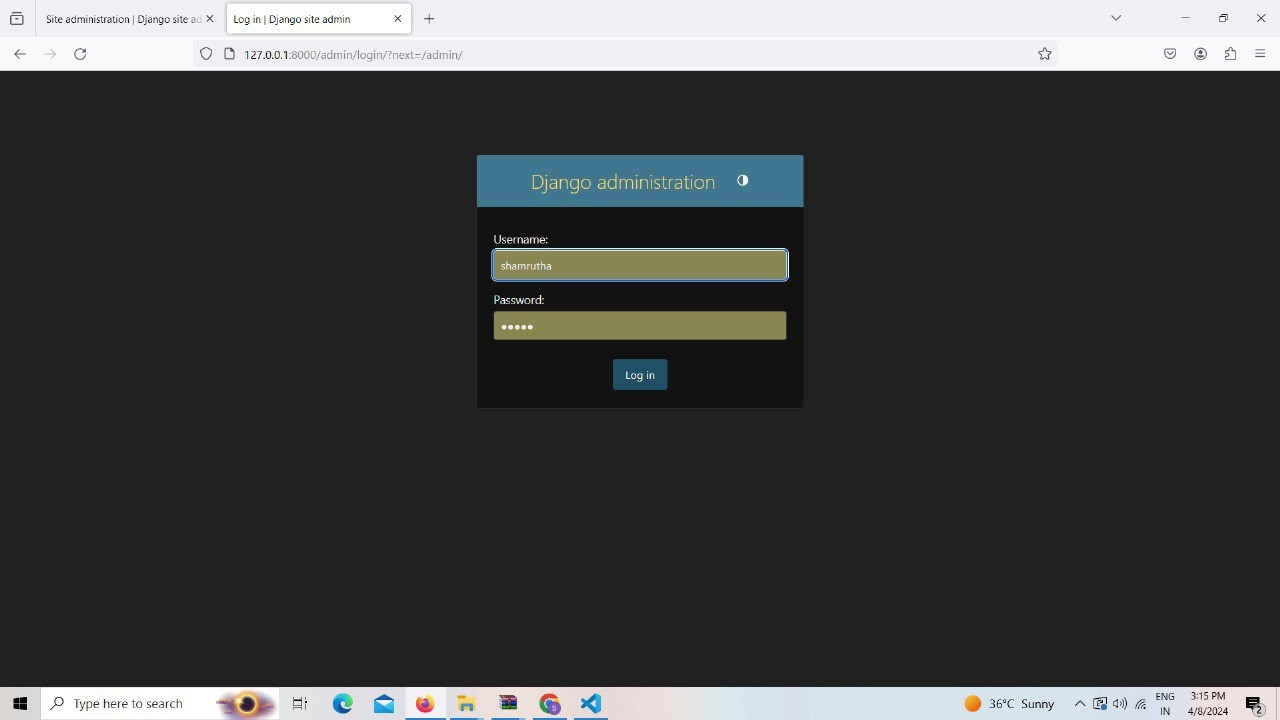 Site administration | Django site ad
Log in | Django site admin
127.0.0.1:8000/admin/login/?next=/admin/
Django administration
Username:
shamrutha
Password:
Log in
Type here to search
36°C Sunny
ENG
IN
3:15 PM
4/8/2024
2